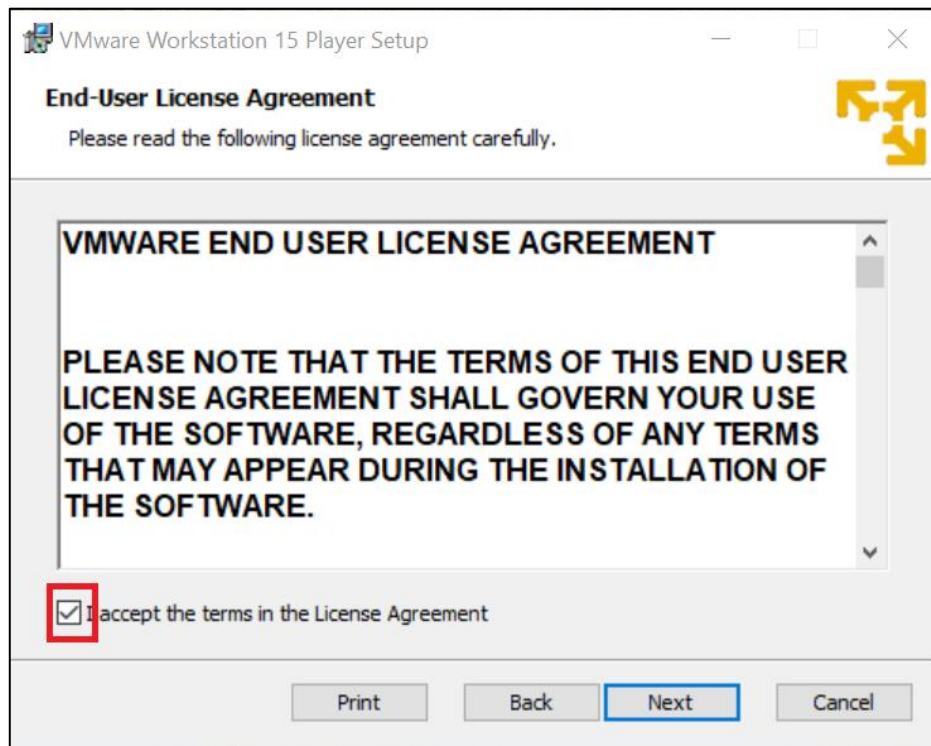 VMware Workstation 15 Player Setup
End-User License Agreement
Please read the following license agreement carefully.
VMWARE END USER LICENSE AGREEMENT
PLEASE NOTE THAT THE TERMS OF THIS END USER
LICENSE AGREEMENT SHALL GOVERN YOUR USE
OF THE SOFTWARE, REGARDLESS OF ANY TERMS
THAT MAY APPEAR DURING THE INSTALLATION OF
THE SOFTWARE.
I accept the terms in the License Agreement
Print Back Next Cancel